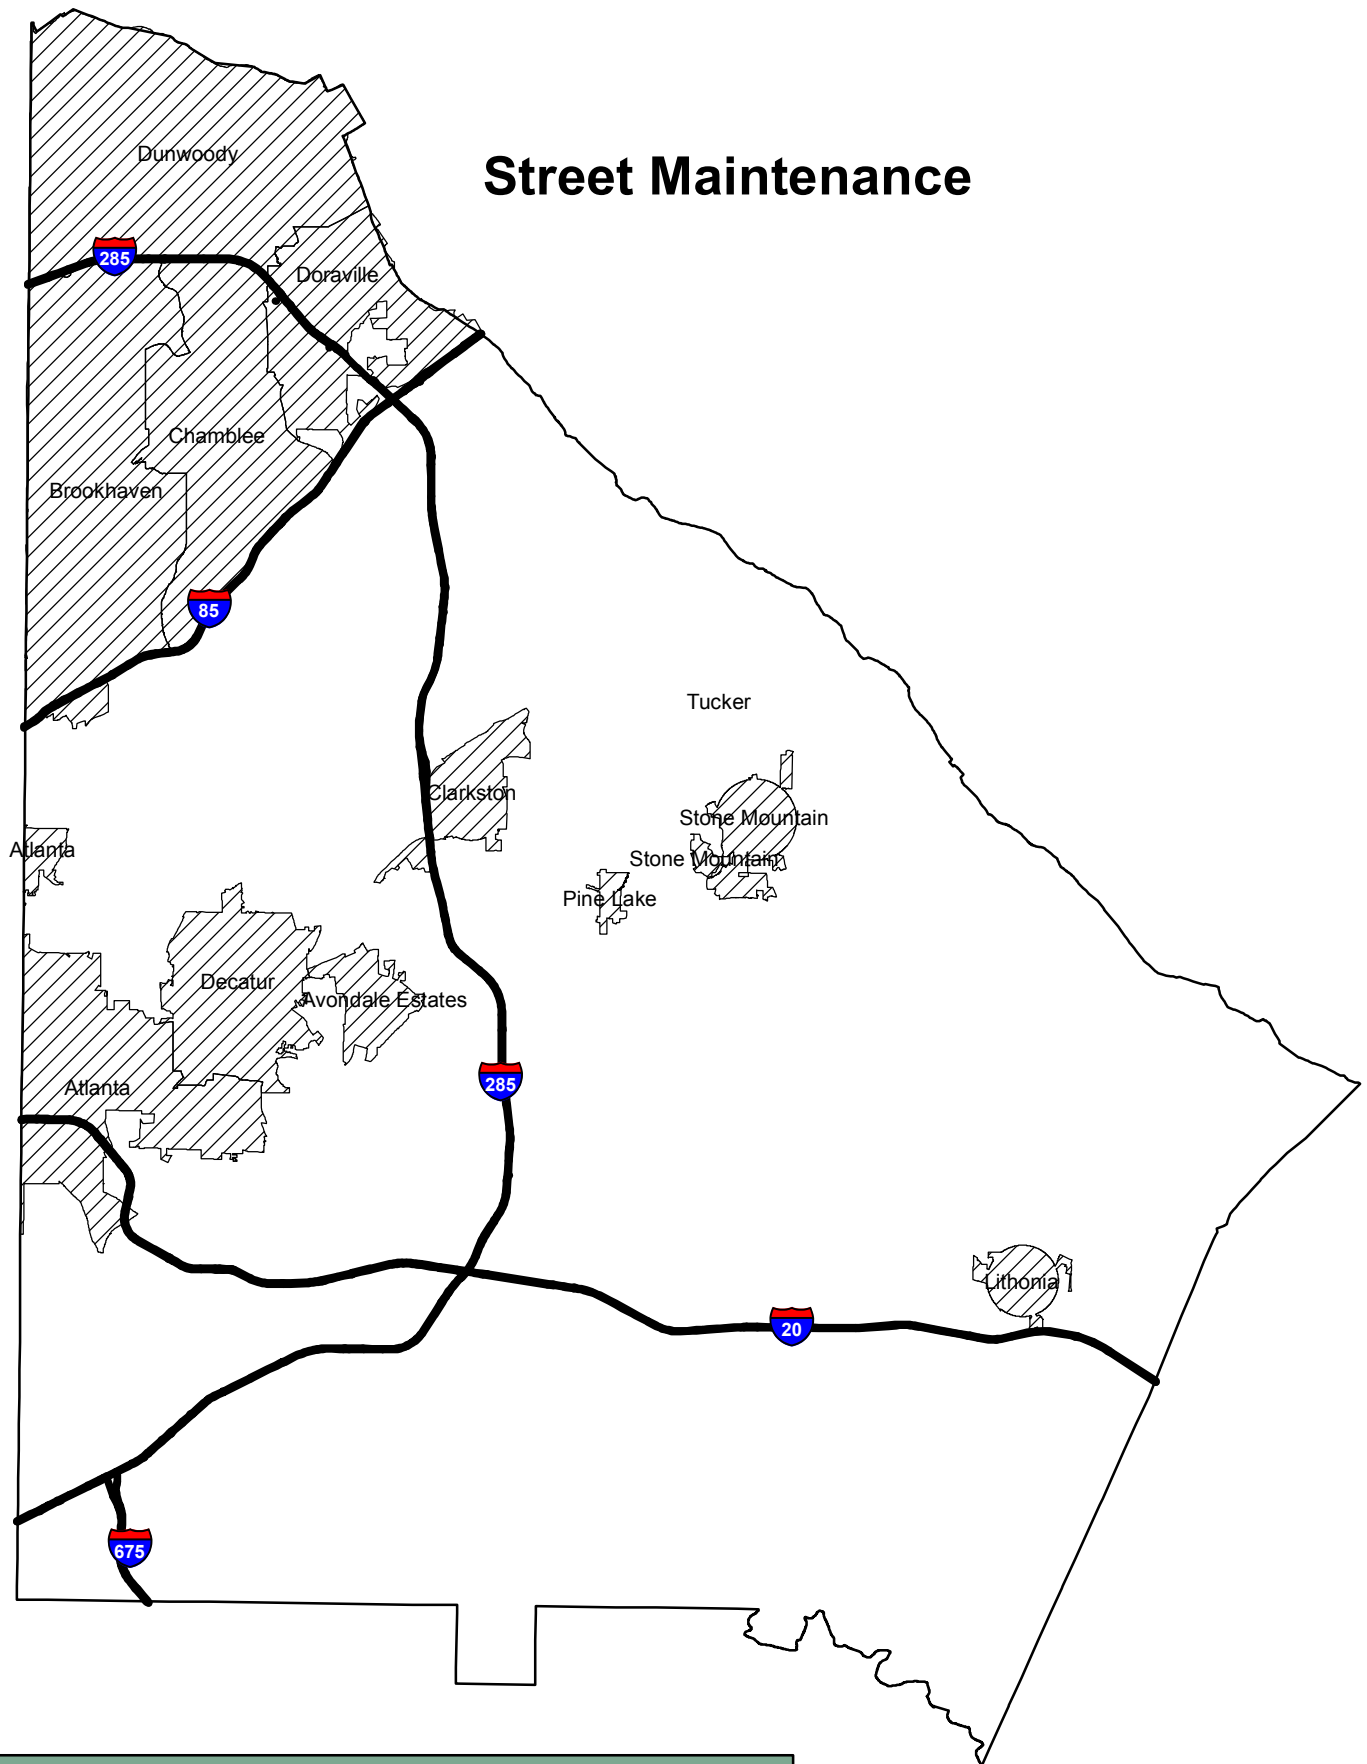 Dunwoody
Street Maintenance
285
Doraville
Chamblee
Brookhaven
85
Tucker
Clarkston
Stone Mountain
Atlanta
Stone Mountain
Pine Lake
Decatur
Avondale Estates
285
Atlanta
Lithonia
20
675